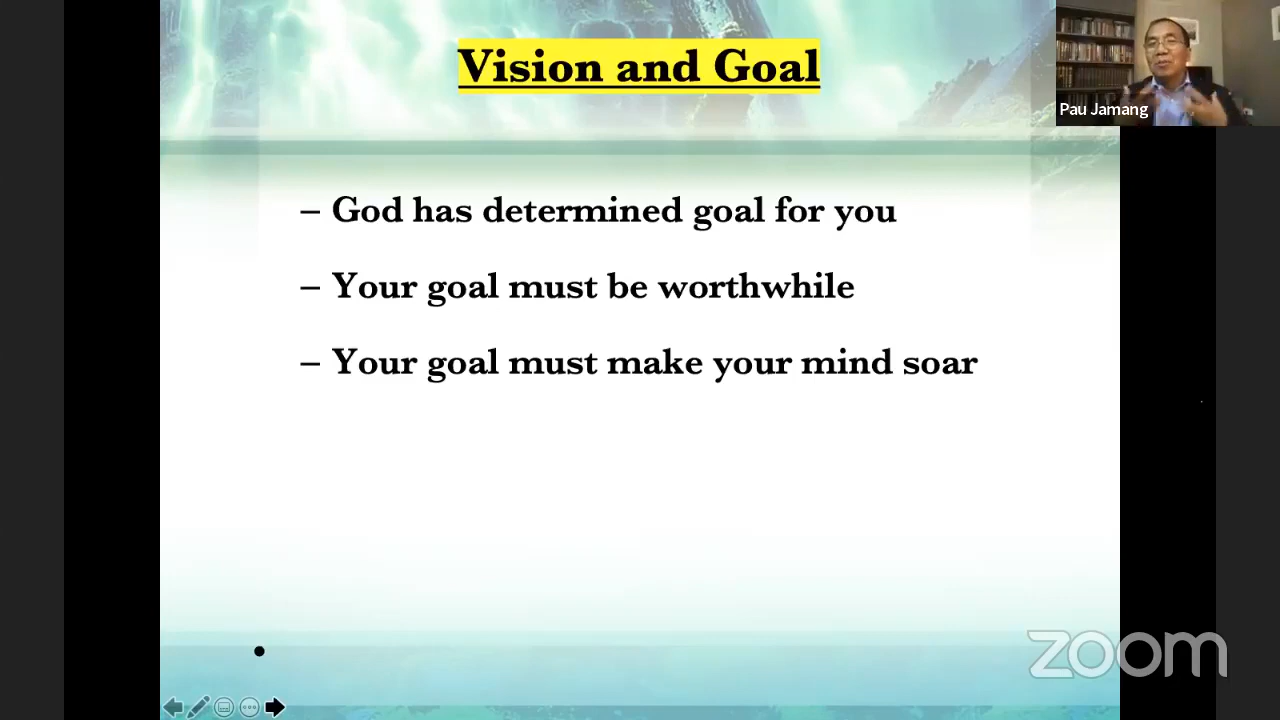 Vision and Goal
Pau Jamang
– God has determined goal for you
– Your goal must be worthwhile
– Your goal must make your mind soar
•
zoom